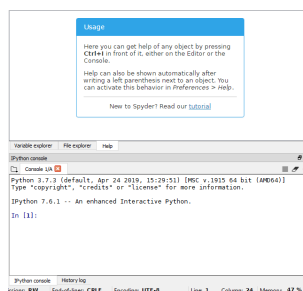 Usage
Here you can get help of any object by pressing
Ctrl+I in front of it, either on the Editor or the
Console.
Help can also be shown automatically after
writing a left parenthesis next to an object. You
can activate this behavior in Preferences > Help.
New to Spyder? Read our tutorial
Variable explorer File explorer Help
IPython console
Console 1/A
Python 3.7.3 (default, Apr 24 2019, 15:29:51) [MSC v.1915 64 bit (AMD64)]
Type "copyright", "credits" or "license" for more information.
IPython 7.6.1 -- An enhanced Interactive Python.
In [1]:
IPython console History log
RW End-of-lines: CRLF Encoding: UTF-8 Line: 1 Column: 24 Memory: 47 %